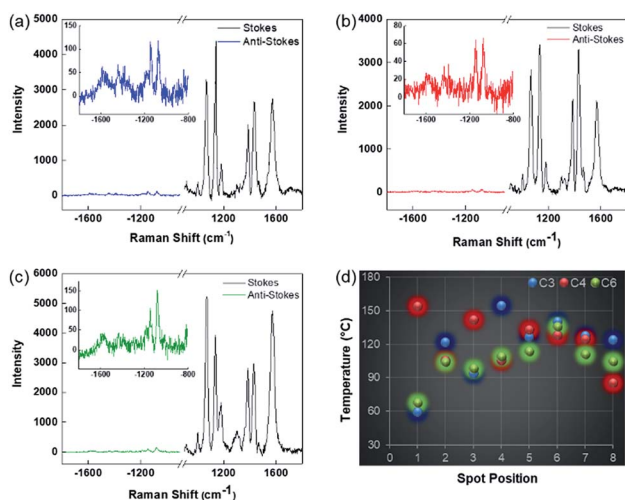 (a)
5000
4000
3000
2000
1000
0
Intensity
150
100
50
0
-1600
-1200
-800
Stokes
Anti-Stokes
-1600
-1200
1200
1600
Raman Shift (cm-1)
(b)
4000
3000
2000
1000
0
Intensity
80
60
40
20
0
-1600
-1200
-800
Stokes
Anti-Stokes
-1600
-1200
1200
1600
Raman Shift (cm-1)
(c)
6000
5000
4000
3000
2000
1000
0
Intensity
150
100
50
0
-1600
-1200
-800
Stokes
Anti-Stokes
-1600
-1200
1200
1600
Raman Shift (cm-1)
(d)
180
150
120
90
60
30
Temperature (°C)
C3 C4 C6
1 2 3 4 5 6 7 8
Spot Position